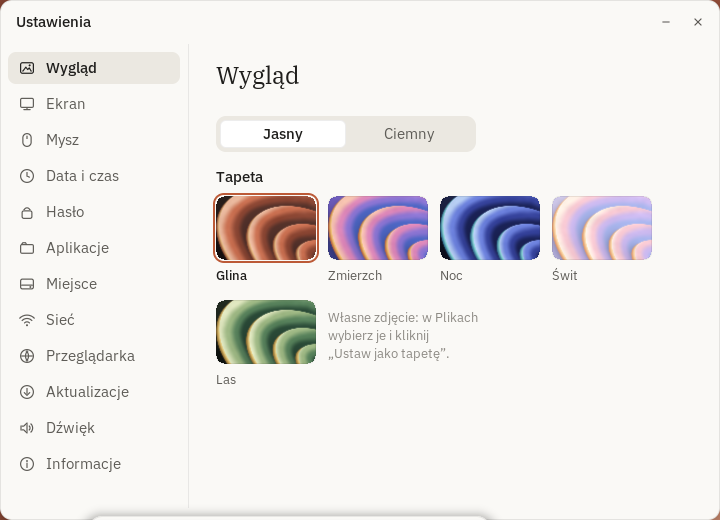 Ustawienia
Wygląd
Ekran
Mysz
Data i czas
Hasło
Aplikacje
Miejsce
Sieć
Przeglądarka
Aktualizacje
Dźwięk
Informacje
Wygląd
Jasny
Ciemny
Tapeta
Glina
Zmierzch
Noc
Świt
Las
Własne zdjęcie: w Plikach
wybierz je i kliknij
„Ustaw jako tapetę”.